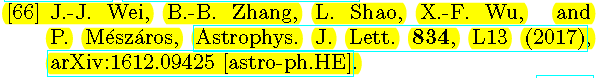 [66] J.-J. Wei, B.-B. Zhang, L. Shao, X.-F. Wu, and
P. Mészáros, Astrophys. J. Lett. 834, L13 (2017),
arXiv:1612.09425 [astro-ph.HE].